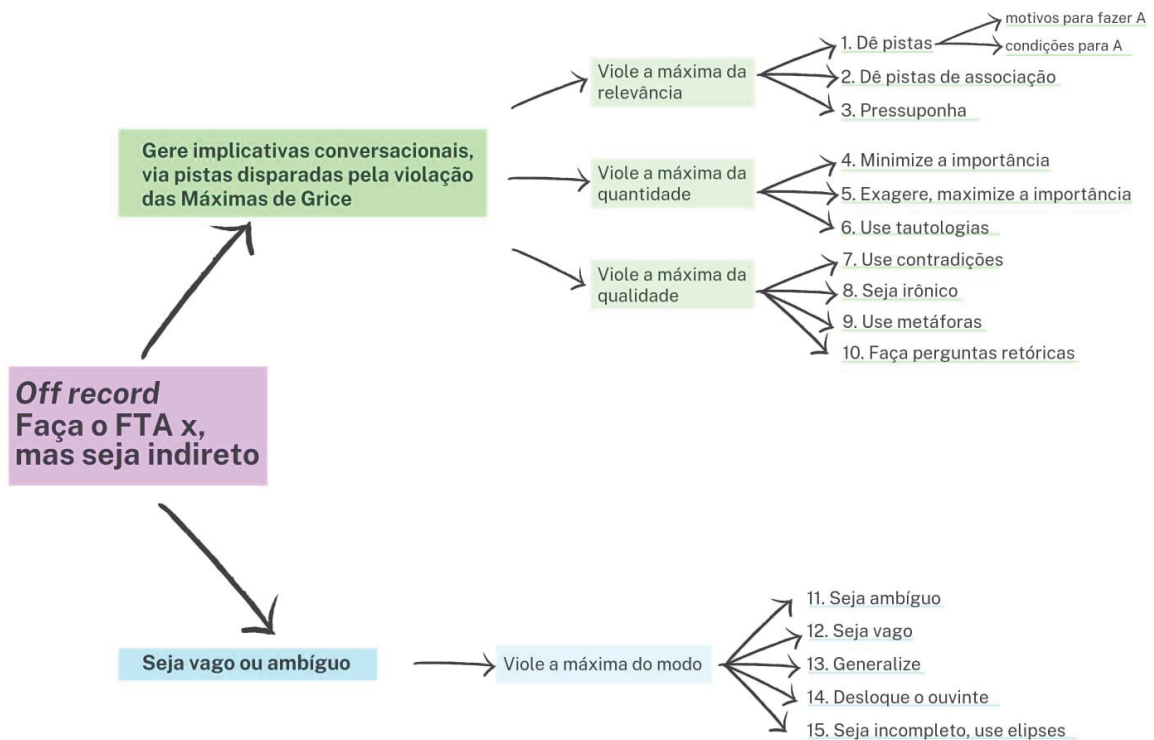 motivos para fazer A
1. Dê pistas
condições para A
Viole a máxima da
relevância
2. Dê pistas de associação
3. Pressuponha
Gere implicativas conversacionais,
via pistas disparadas pela violação
das Máximas de Grice
Viole a máxima da
quantidade
4. Minimize a importância
5. Exagere, maximize a importância
6. Use tautologias
Viole a máxima da
qualidade
7. Use contradições
8. Seja irônico
9. Use metáforas
10. Faça perguntas retóricas
Off record
Faça o FTA x,
mas seja indireto
Seja vago ou ambíguo
Viole a máxima do modo
11. Seja ambíguo
12. Seja vago
13. Generalize
14. Desloque o ouvinte
15. Seja incompleto, use elipses